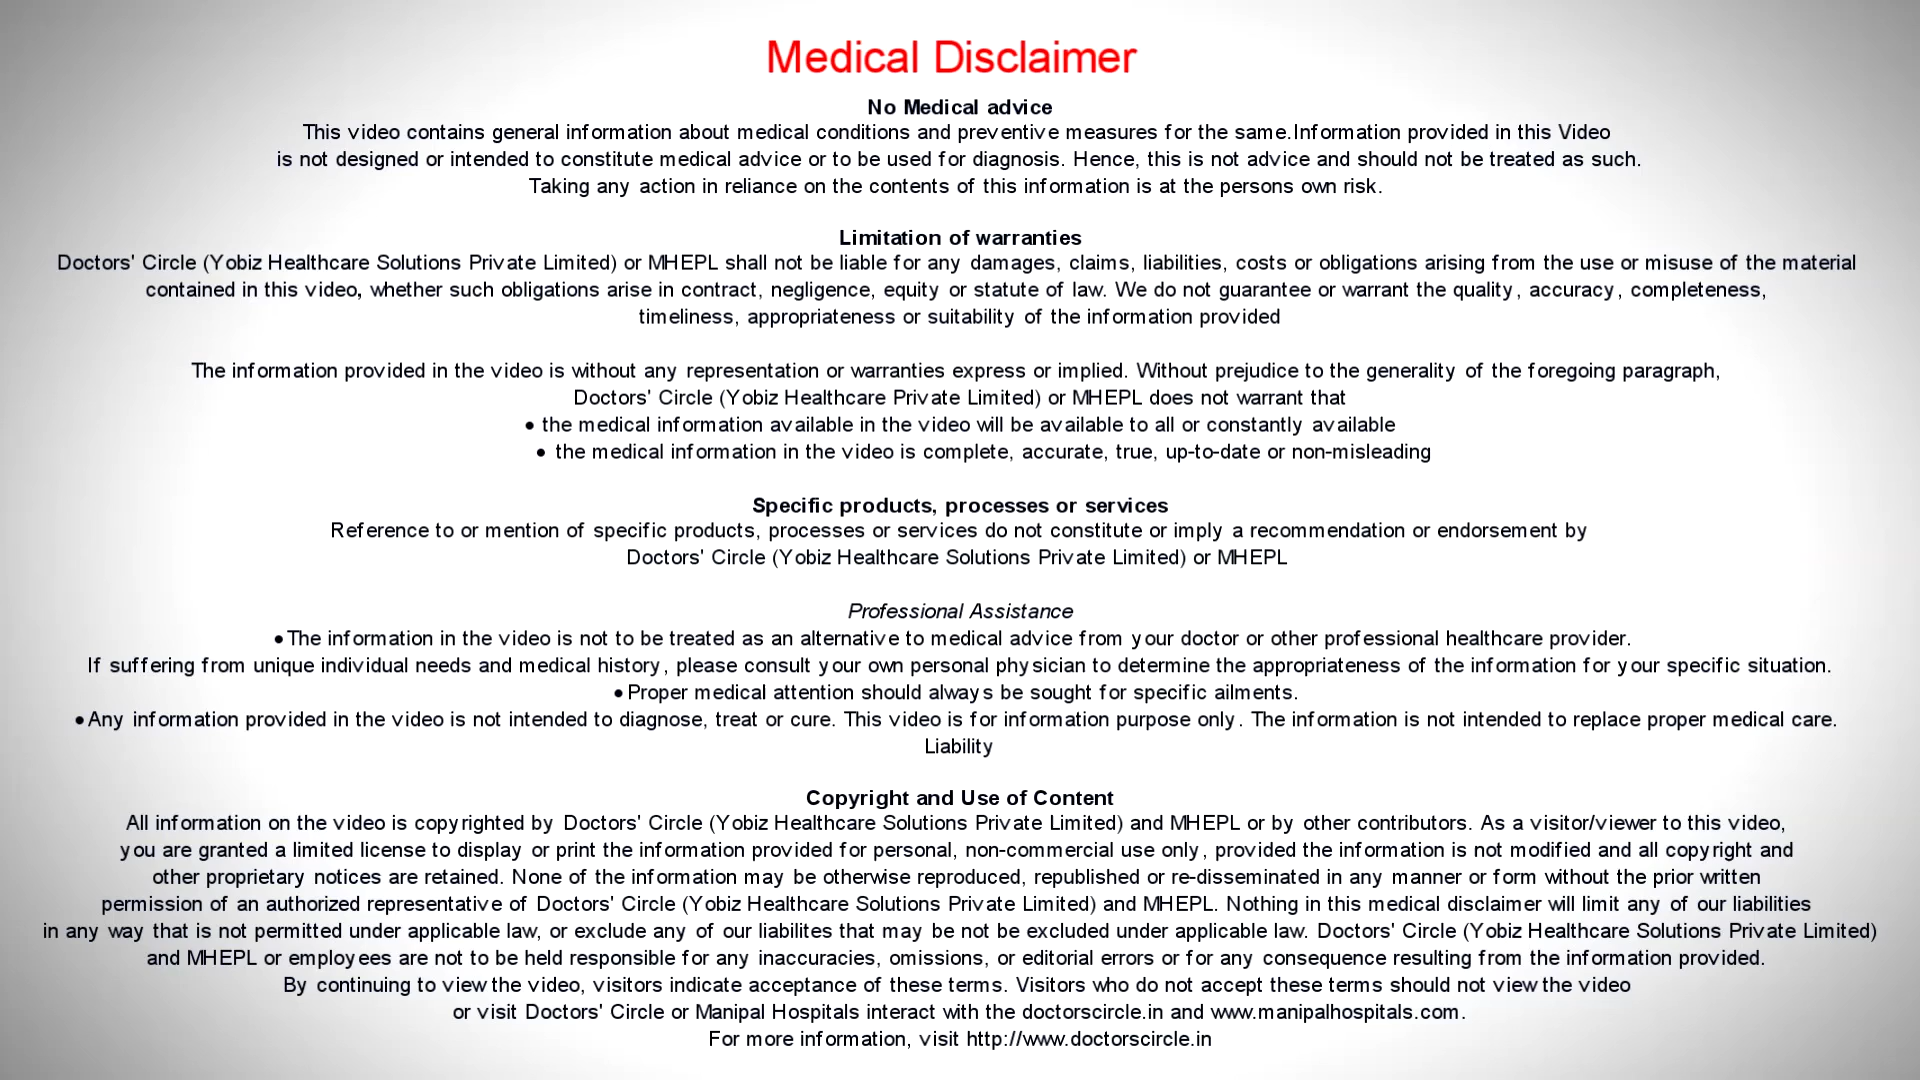 Medical Disclaimer
No Medical advice
This video contains general information about medical conditions and preventive measures for the same.Information provided in this Video
is not designed or intended to constitute medical advice or to be used for diagnosis. Hence, this is not advice and should not be treated as such.
Taking any action in reliance on the contents of this information is at the persons own risk.
Limitation of warranties
Doctors' Circle (Yobiz Healthcare Solutions Private Limited) or MHEPL shall not be liable for any damages, claims, liabilities, costs or obligations arising from the use or misuse of the material
contained in this video, whether such obligations arise in contract, negligence, equity or statute of law. We do not guarantee or warrant the quality, accuracy, completeness,
timeliness, appropriateness or suitability of the information provided
The information provided in the video is without any representation or warranties express or implied. Without prejudice to the generality of the foregoing paragraph,
Doctors' Circle (Yobiz Healthcare Private Limited) or MHEPL does not warrant that
• the medical information available in the video will be available to all or constantly available
• the medical information in the video is complete, accurate, true, up-to-date or non-misleading
Specific products, processes or services
Reference to or mention of specific products, processes or services do not constitute or imply a recommendation or endorsement by
Doctors' Circle (Yobiz Healthcare Solutions Private Limited) or MHEPL
Professional Assistance
•The information in the video is not to be treated as an alternative to medical advice from your doctor or other professional healthcare provider.
If suffering from unique individual needs and medical history, please consult your own personal physician to determine the appropriateness of the information for your specific situation.
•Proper medical attention should always be sought for specific ailments.
•Any information provided in the video is not intended to diagnose, treat or cure. This video is for information purpose only. The information is not intended to replace proper medical care.
Liability
Copyright and Use of Content
All information on the video is copyrighted by Doctors' Circle (Yobiz Healthcare Solutions Private Limited) and MHEPL or by other contributors. As a visitor/viewer to this video,
you are granted a limited license to display or print the information provided for personal, non-commercial use only, provided the information is not modified and all copyright and
other proprietary notices are retained. None of the information may be otherwise reproduced, republished or re-disseminated in any manner or form without the prior written
permission of an authorized representative of Doctors' Circle (Yobiz Healthcare Solutions Private Limited) and MHEPL. Nothing in this medical disclaimer will limit any of our liabilities
in any way that is not permitted under applicable law, or exclude any of our liabilites that may be not be excluded under applicable law. Doctors' Circle (Yobiz Healthcare Solutions Private Limited)
and MHEPL or employees are not to be held responsible for any inaccuracies, omissions, or editorial errors or for any consequence resulting from the information provided.
By continuing to view the video, visitors indicate acceptance of these terms. Visitors who do not accept these terms should not view the video
or visit Doctors' Circle or Manipal Hospitals interact with the doctorscircle.in and www.manipalhospitals.com.
For more information, visit http://www.doctorscircle.in